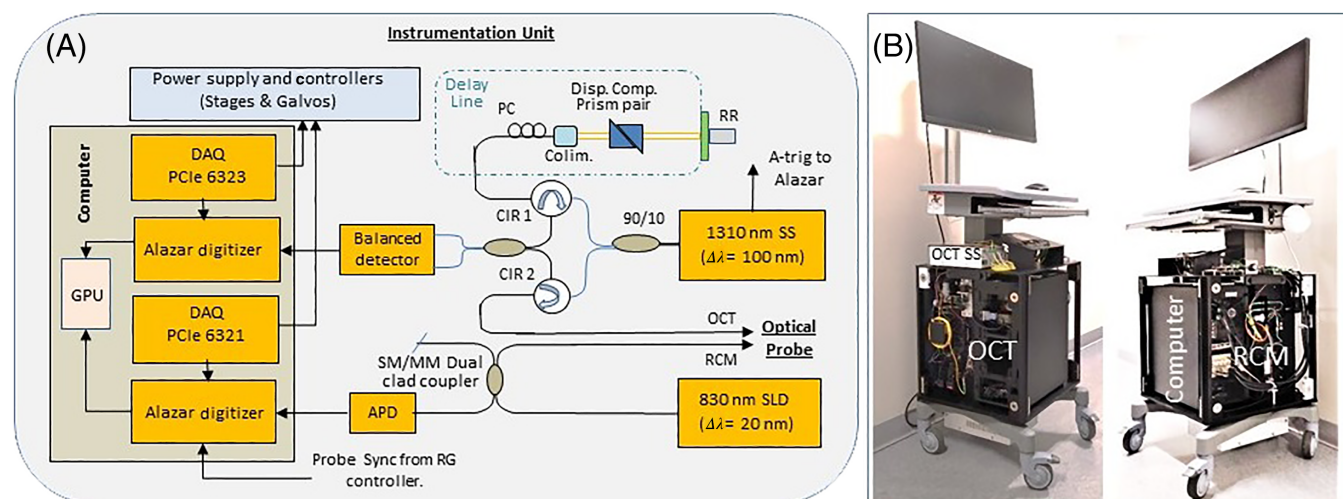 (A)
Instrumentation Unit
Power supply and controllers
(Stages & Galvos)
Delay
Line
PC
Disp. Comp.
Prism pair
RR
Colim.
Computer
DAQ
PCIe 6323
Alazar digitizer
GPU
DAQ
PCIe 6321
Alazar digitizer
Balanced
detector
CIR 1
CIR 2
90/10
A-trig to
Alazar
1310 nm SS
(Δλ= 100 nm)
OCT
Optical
Probe
RCM
SM/MM Dual
clad coupler
APD
830 nm SLD
(Δλ= 20 nm)
Probe Sync from RG
controller.
(B)
OCT SS
OCT
Computer
RCM